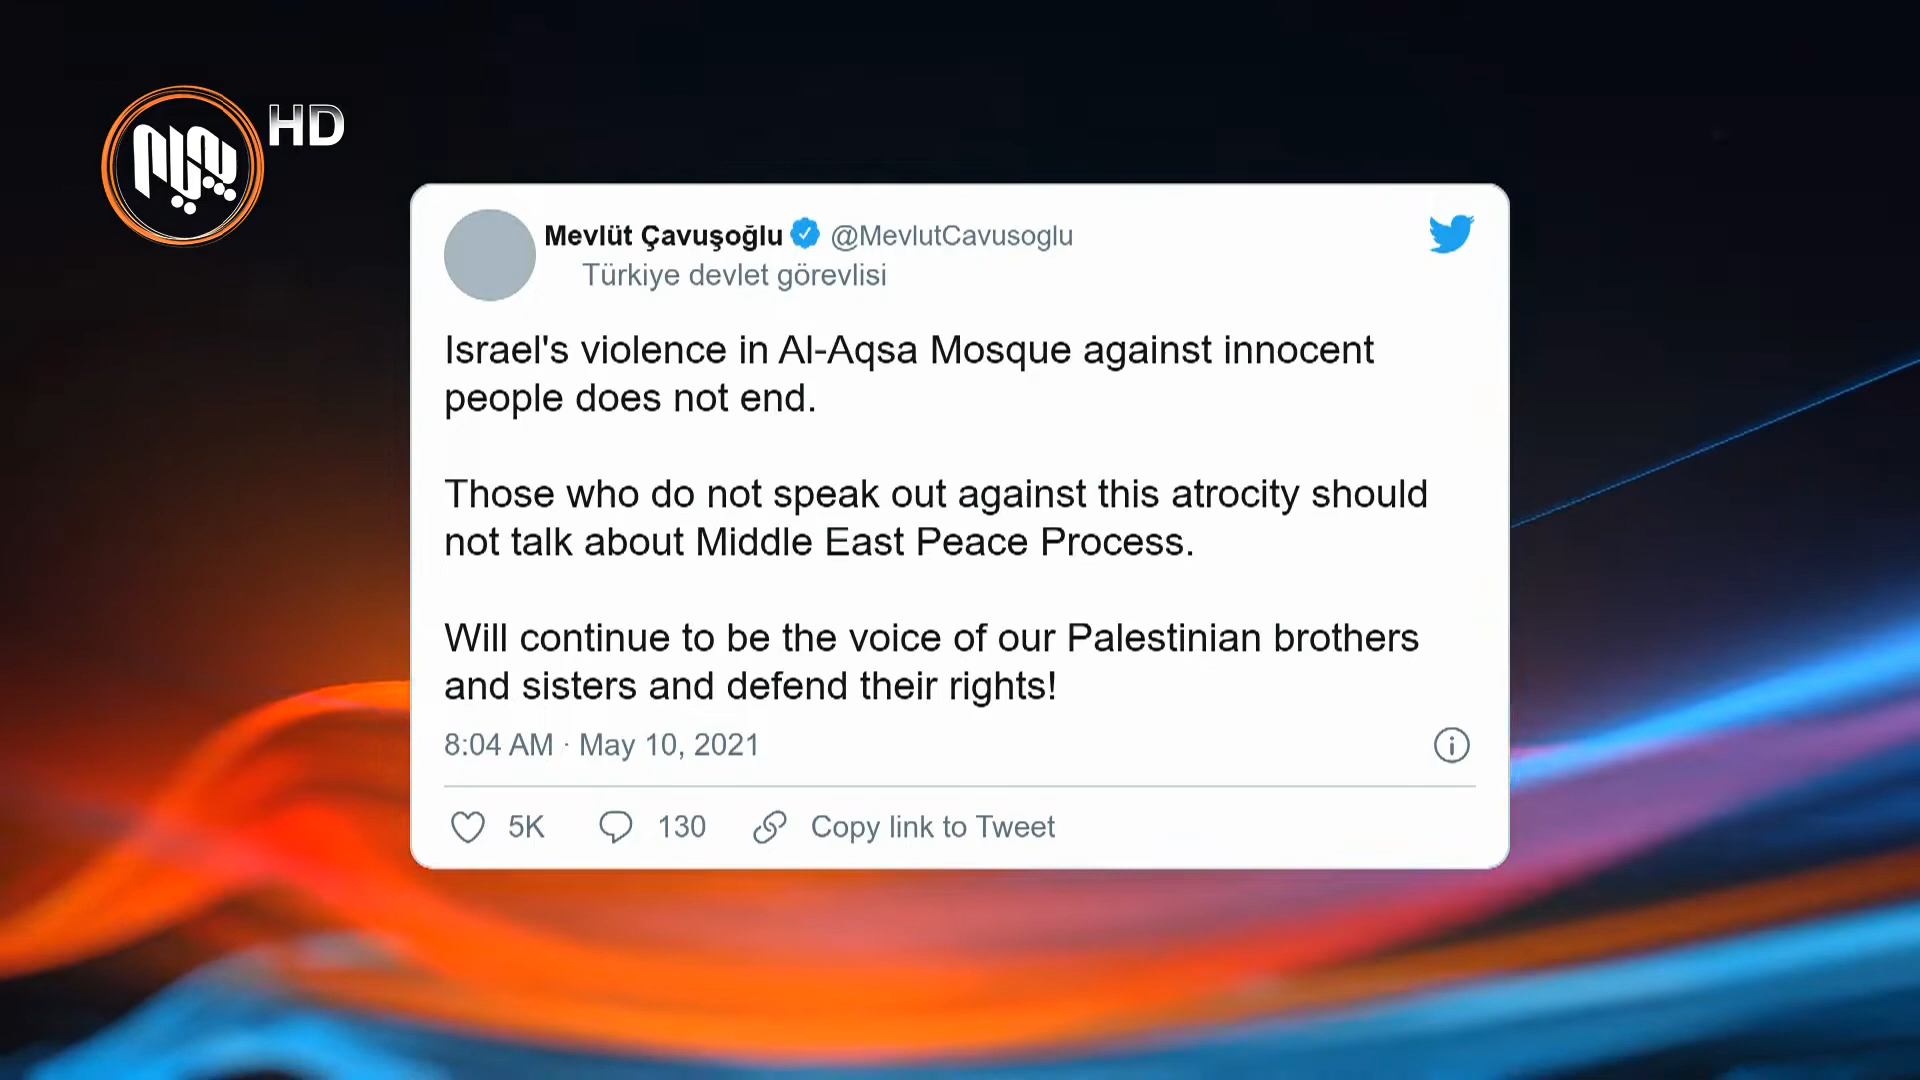 HD
Mevlüt Çavuşoğlu @MevlutCavusoglu
Türkiye devlet görevlisi
Israel's violence in Al-Aqsa Mosque against innocent
people does not end.
Those who do not speak out against this atrocity should
not talk about Middle East Peace Process.
Will continue to be the voice of our Palestinian brothers
and sisters and defend their rights!
8:04 AM · May 10, 2021
5K 130 Copy link to Tweet